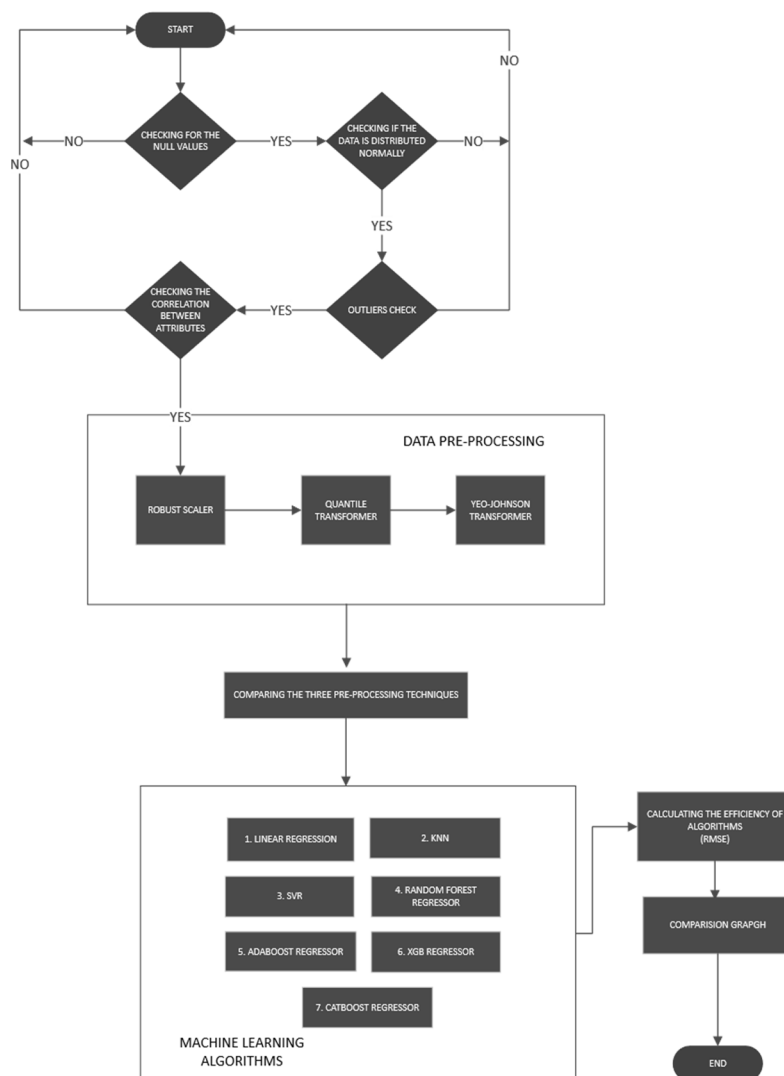 START
NO
CHECKING FOR THE
NULL VALUES
NO
YES
CHECKING IF THE
DATA IS DISTRIBUTED
NORMALLY
NO
NO
YES
CHECKING THE
CORRELATION
BETWEEN
ATTRIBUTES
YES
OUTLIERS CHECK
YES
DATA PRE-PROCESSING
ROBUST SCALER
QUANTILE
TRANSFORMER
YEO-JOHNSON
TRANSFORMER
COMPARING THE THREE PRE-PROCESSING TECHNIQUES
1. LINEAR REGRESSION
2. KNN
3. SVR
4. RANDOM FOREST
REGRESSOR
5. ADABOOST REGRESSOR
6. XGB REGRESSOR
7. CATBOOST REGRESSOR
MACHINE LEARNING
ALGORITHMS
CALCULATING THE EFFICIENCY OF
ALGORITHMS
(RMSE)
COMPARISION GRAPGH
END